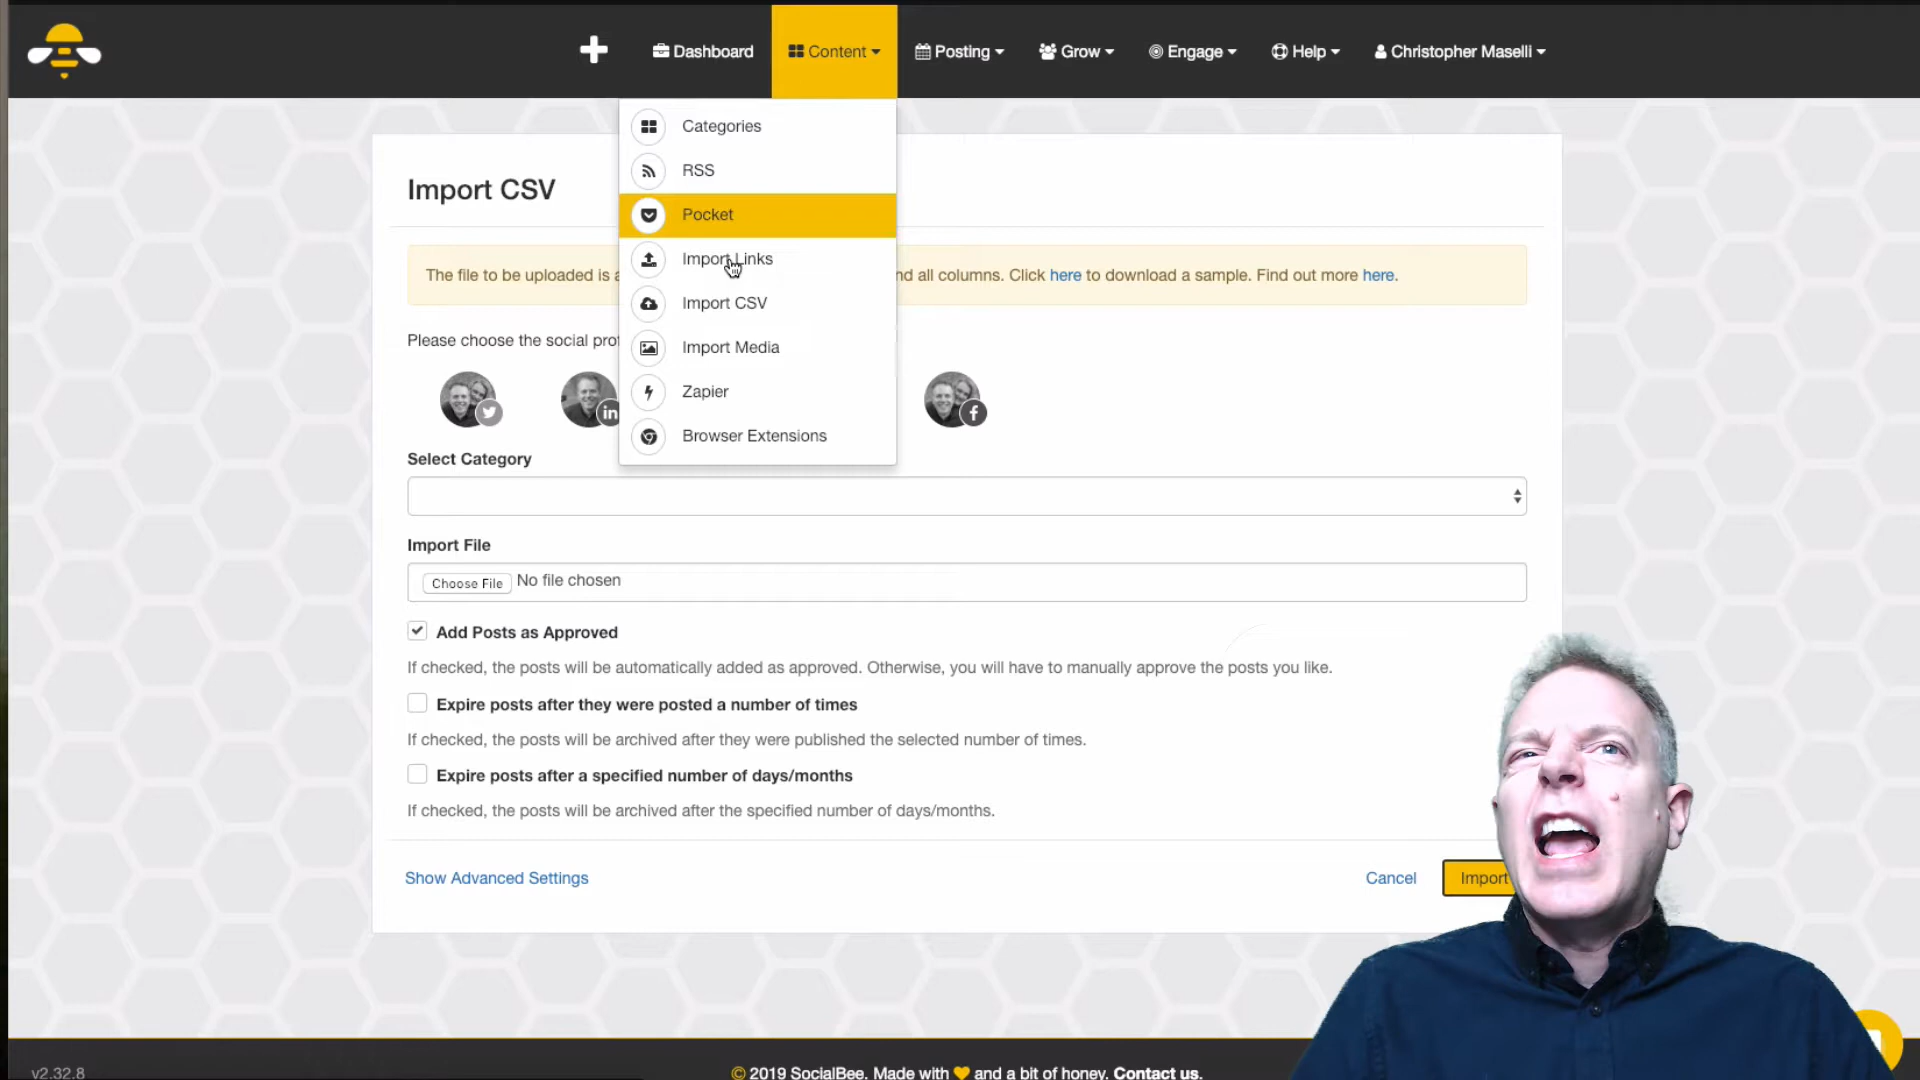 Dashboard
Content
Posting
Grow
Engage
Help
Christopher Maselli
Categories
RSS
Pocket
Import Links
Import CSV
Import Media
Zapier
Browser Extensions
Import CSV
The file to be uploaded is a nd all columns. Click here to download a sample. Find out more here.
Please choose the social prof
in
f
Select Category
Import File
Choose File No file chosen
Add Posts as Approved
If checked, the posts will be automatically added as approved. Otherwise, you will have to manually approve the posts you like.
Expire posts after they were posted a number of times
If checked, the posts will be archived after they were published the selected number of times.
Expire posts after a specified number of days/months
If checked, the posts will be archived after the specified number of days/months.
Show Advanced Settings
Cancel
Import
v2.32.8
© 2019 SocialBee. Made with and a bit of honey. Contact us.